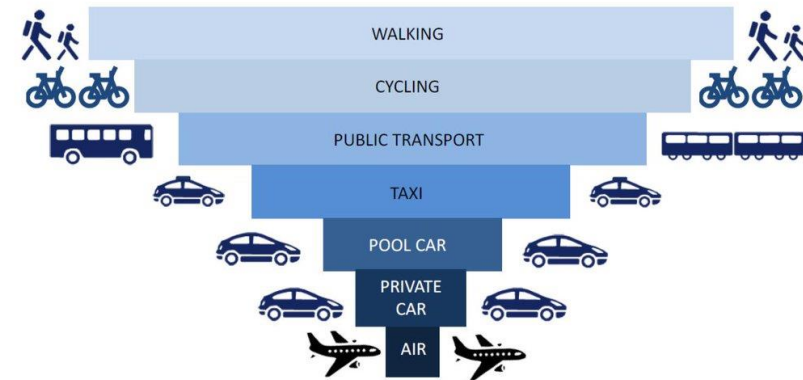 WALKING
CYCLING
PUBLIC TRANSPORT
TAXI
POOL CAR
PRIVATE
CAR
AIR